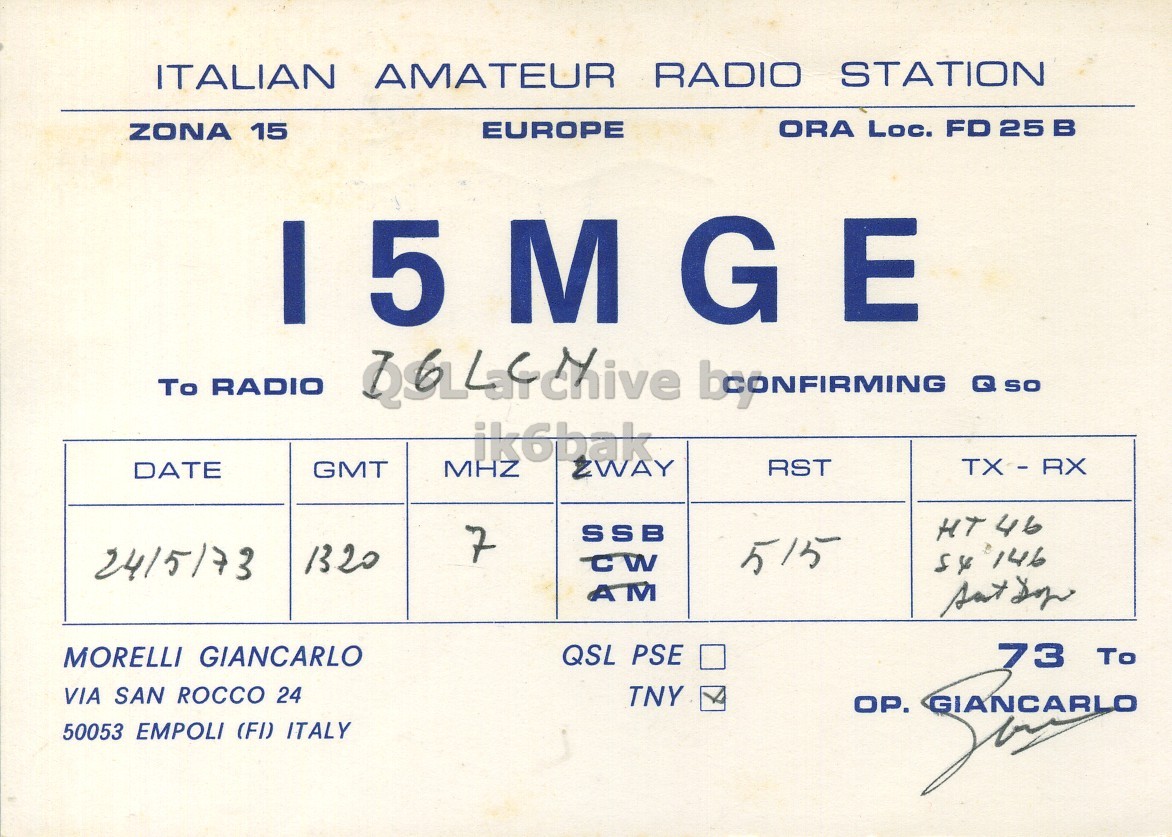 ITALIAN AMATEUR RADIO STATION
ZONA 15 EUROPE ORA Loc. FD 25 B
I5MGE
To RADIO I6LCM CONFIRMING Qso
QSL archive by
ik6bak
DATE GMT MHZ 2WAY RST TX - RX
24/5/73 1320 7 SSB 5/5 HT 46
CW SX 146
AM Ant
MORELLI GIANCARLO QSL PSE 73 To
VIA SAN ROCCO 24 TNY OP. GIANCARLO
50053 EMPOLI (FI) ITALY